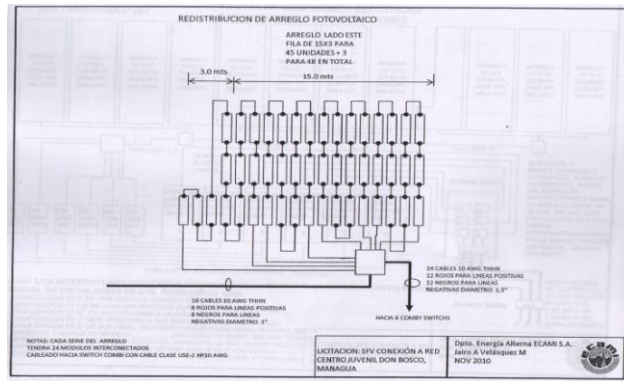 REDISTRIBUCION DE ARREGLO FOTOVOLTAICO
ARREGLO LADO ESTE
FILA DE 15X3 PARA
45 UNIDADES + 3
PARA 48 EN TOTAL
3.0 mts
15.0 mts
24 CABLES 10 AWG THHN
12 ROJOS PARA LINEAS POSITIVAS
12 NEGROS PARA LINEAS
NEGATIVAS DIAMETRO 1.5"
16 CABLES 10 AWG THHN
8 ROJOS PARA LINEAS POSITIVAS
8 NEGROS PARA LINEAS
NEGATIVAS DIAMETRO 1"
HACIA 8 COMBY SWITCHS
NOTAS: CADA SERIE DEL ARREGLO
TENDRA 24 MODULOS INTERCONECTADOS
CABLEADO HACIA SWITCH COMBI CON CABLE CLASE USE-2 Nº10 AWG
LICITACION: SFV CONEXIÓN A RED
CENTRO JUVENIL DON BOSCO,
MANAGUA
Dpto. Energía Alterna ECAMI S.A.
Jairo A Velásquez M
NOV 2010
ecami